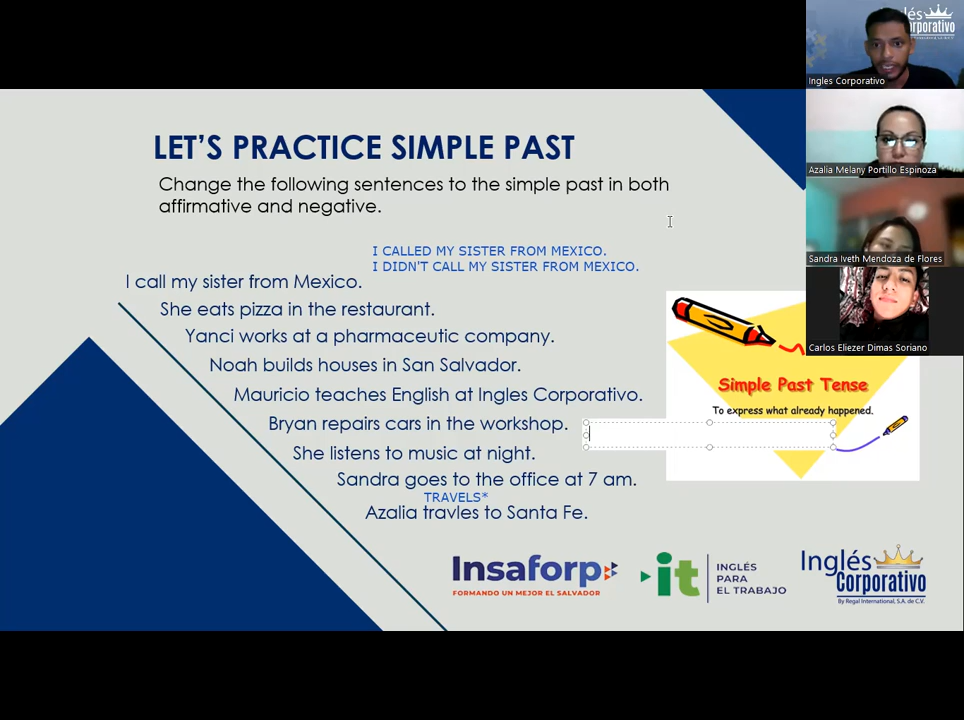 LET'S PRACTICE SIMPLE PAST
Change the following sentences to the simple past in both
affirmative and negative.
I CALLED MY SISTER FROM MEXICO.
I DIDN'T CALL MY SISTER FROM MEXICO.
I call my sister from Mexico.
She eats pizza in the restaurant.
Yanci works at a pharmaceutic company.
Noah builds houses in San Salvador.
Mauricio teaches English at Ingles Corporativo.
Bryan repairs cars in the workshop.
She listens to music at night.
Sandra goes to the office at 7 am.
TRAVELS*
Azalia travles to Santa Fe.
Simple Past Tense
To express what already happened.
Insaforp
FORMANDO UN MEJOR EL SALVADOR
it
INGLÉS
PARA
EL TRABAJO
Inglés
Corporativo
By Regal International, S.A. de C.V.
Ingles Corporativo
Azalia Melany Portillo Espinoza
Sandra Iveth Mendoza de Flores
Carlos Eliezer Dimas Soriano